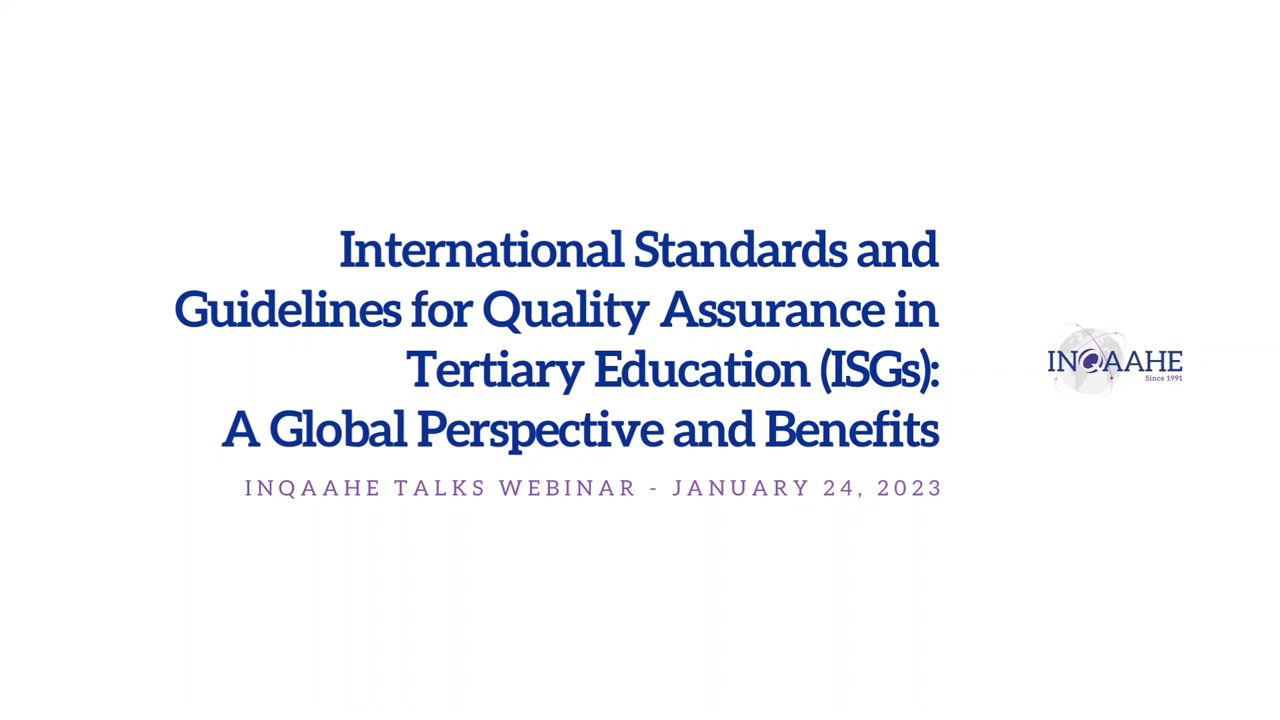 International Standards and
Guidelines for Quality Assurance in
Tertiary Education (ISGs):
A Global Perspective and Benefits
INQAAHE TALKS WEBINAR - JANUARY 24, 2023
INQAAHE
Since 1991